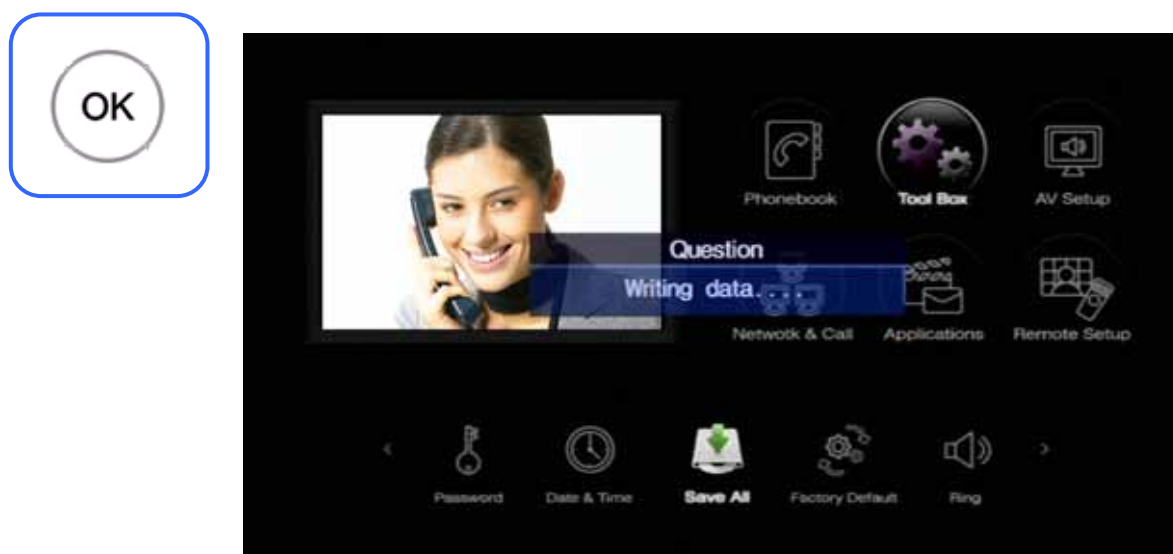 OK
Phonebook
Tool Box
AV Setup
Question
Writing data....
Netwotk & Call
Applications
Remote Setup
Password
Date & Time
Save All
Factory Default
Ring